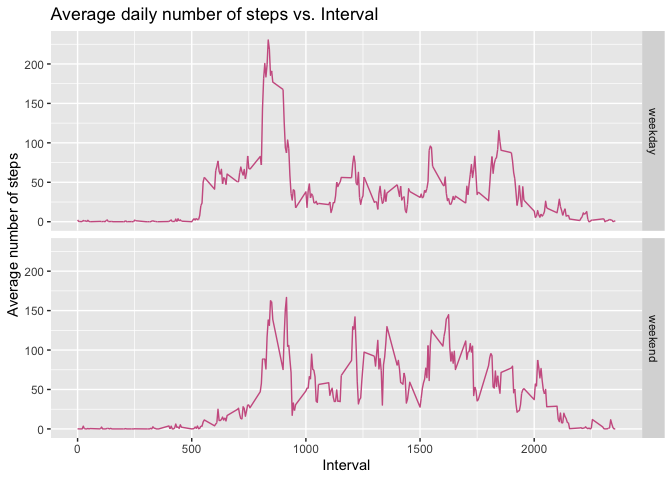 Average daily number of steps vs. Interval
Average number of steps
200
150
100
50
0
weekday
200
150
100
50
0
weekend
0 500 1000 1500 2000
Interval